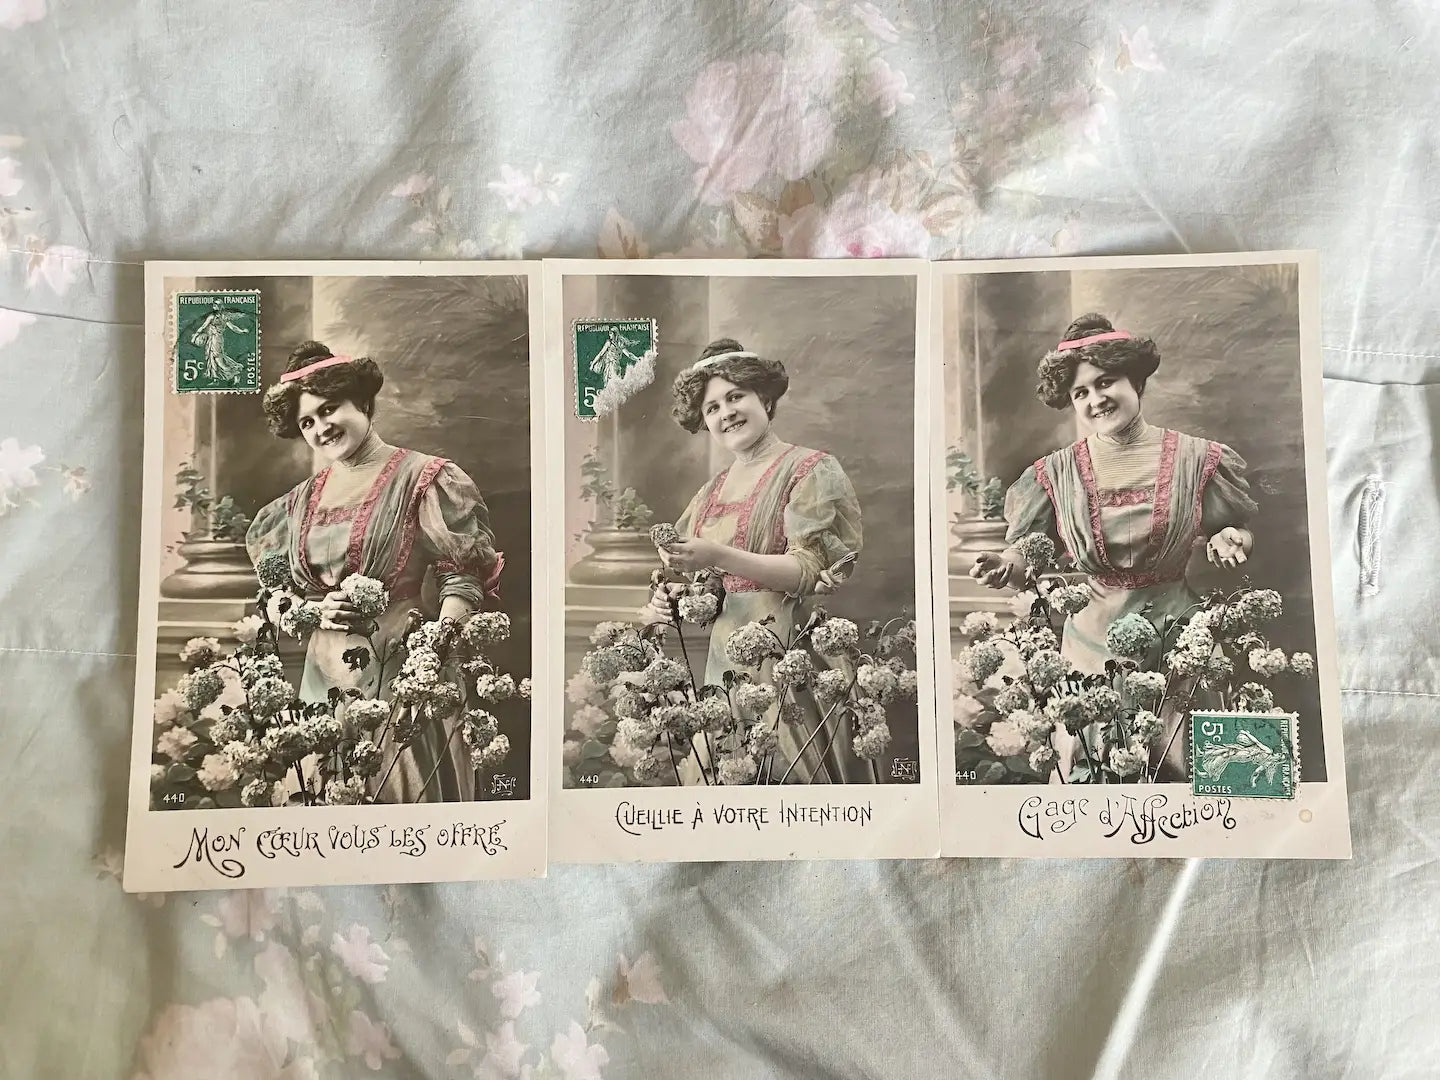 REPUBLIQUE FRANÇAISE
5c
POSTES
440
MON CŒUR VOUS LES OFFRE
REPUBLIQUE FRANÇAISE
5
440
CUEILLIE À VOTRE INTENTION
440
5c
POSTES
Gage d'Affection